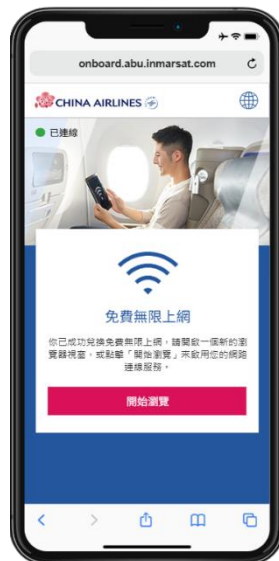 onboard.abu.inmarsat.com
CHINA AIRLINES
已連線
免費無限上網
你已成功兌換免費無限上網，請開啟一個新的瀏
覽器視窗，或點擊「開始瀏覽」來啟用您的網路
連線服務。
開始瀏覽